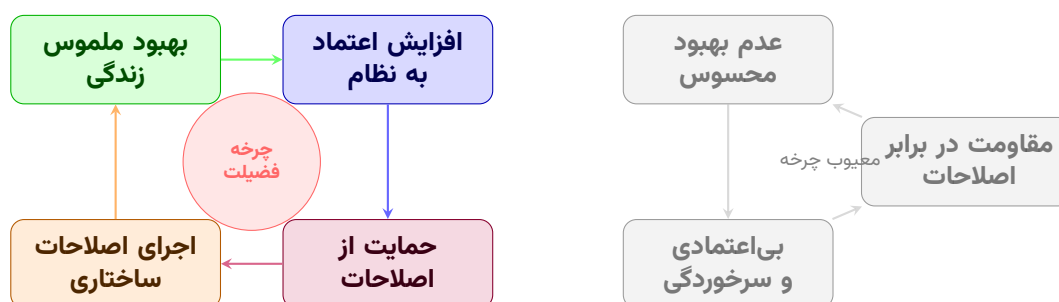 بهبود ملموس
زندگی
افزایش اعتماد
به نظام
چرخه
فضیلت
اجرای اصلاحات
ساختاری
حمایت از
اصلاحات
عدم بهبود
محسوس
مقاومت در برابر
اصلاحات
معیوب چرخه
بی‌اعتمادی
و سرخوردگی